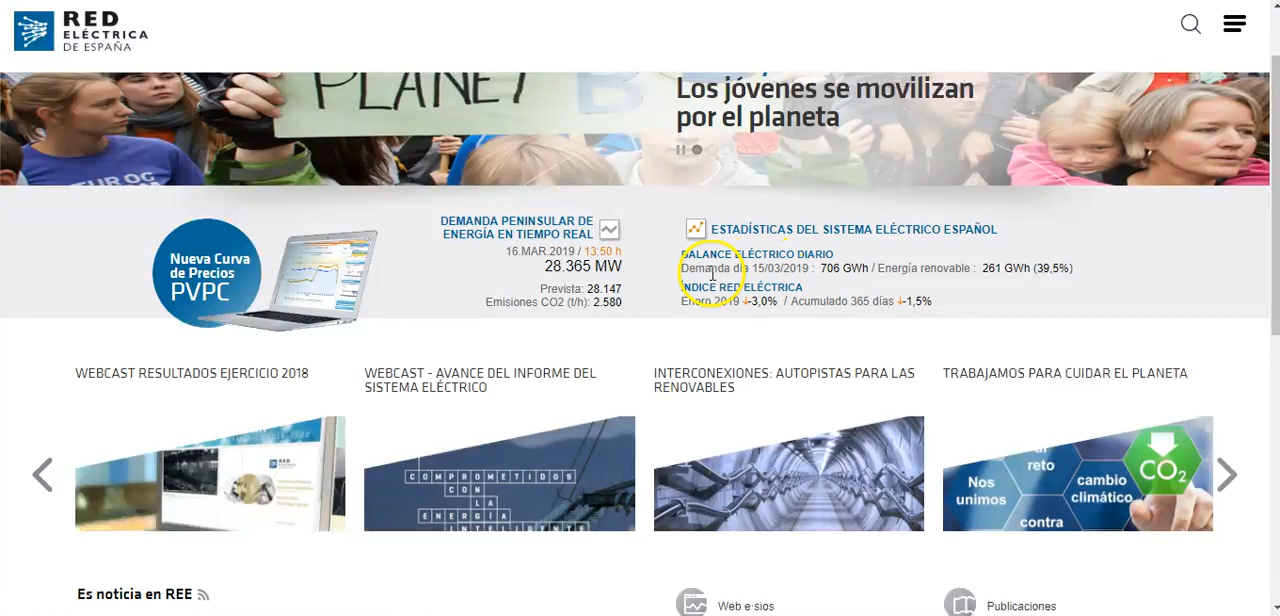 RED
ELÉCTRICA
DE ESPAÑA
PLANET
Los jóvenes se movilizan
por el planeta
Nueva Curva
de Precios
PVPC
DEMANDA PENINSULAR DE
ENERGÍA EN TIEMPO REAL
16.MAR.2019 / 13:50 h
28.365 MW
Prevista: 28.147
Emisiones CO2 (t/h): 2.580
ESTADÍSTICAS DEL SISTEMA ELÉCTRICO ESPAÑOL
BALANCE ELÉCTRICO DIARIO
Demanda día 15/03/2019 : 706 GWh / Energía renovable : 261 GWh (39,5%)
ÍNDICE RED ELÉCTRICA
Enero 2019 -3,0% / Acumulado 365 días -1,5%
WEBCAST RESULTADOS EJERCICIO 2018
WEBCAST - AVANCE DEL INFORME DEL
SISTEMA ELÉCTRICO
INTERCONEXIONES: AUTOPISTAS PARA LAS
RENOVABLES
TRABAJAMOS PARA CUIDAR EL PLANETA
COMPROMETIDOS
CON
LA
ENERGÍA
INTELIGENTE
reto
Nos
unimos
cambio
climático
contra
CO2
Es noticia en REE
Web e·sios
Publicaciones